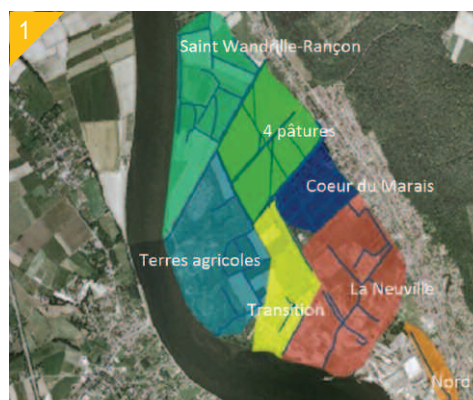 1
Saint Wandrille-Rançon
4 pâtures
Coeur du Marais
Terres agricoles
La Neuville
Transition
Nord